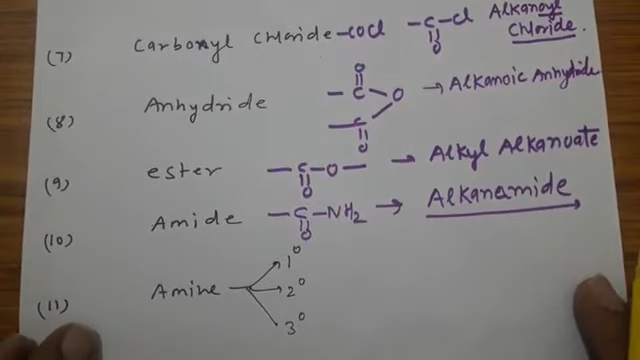 (7) Carbonyl Chloride -COCl -C-Cl Alkanoyl Chloride.
O
(8) Anhydride -C-O-C- O O → Alkanoic Anhydride
(9) ester -C-O- → Alkyl Alkanoate
O
(10) Amide -C-NH2 → Alkanamide
O
(11) Amine 1° 2° 3°